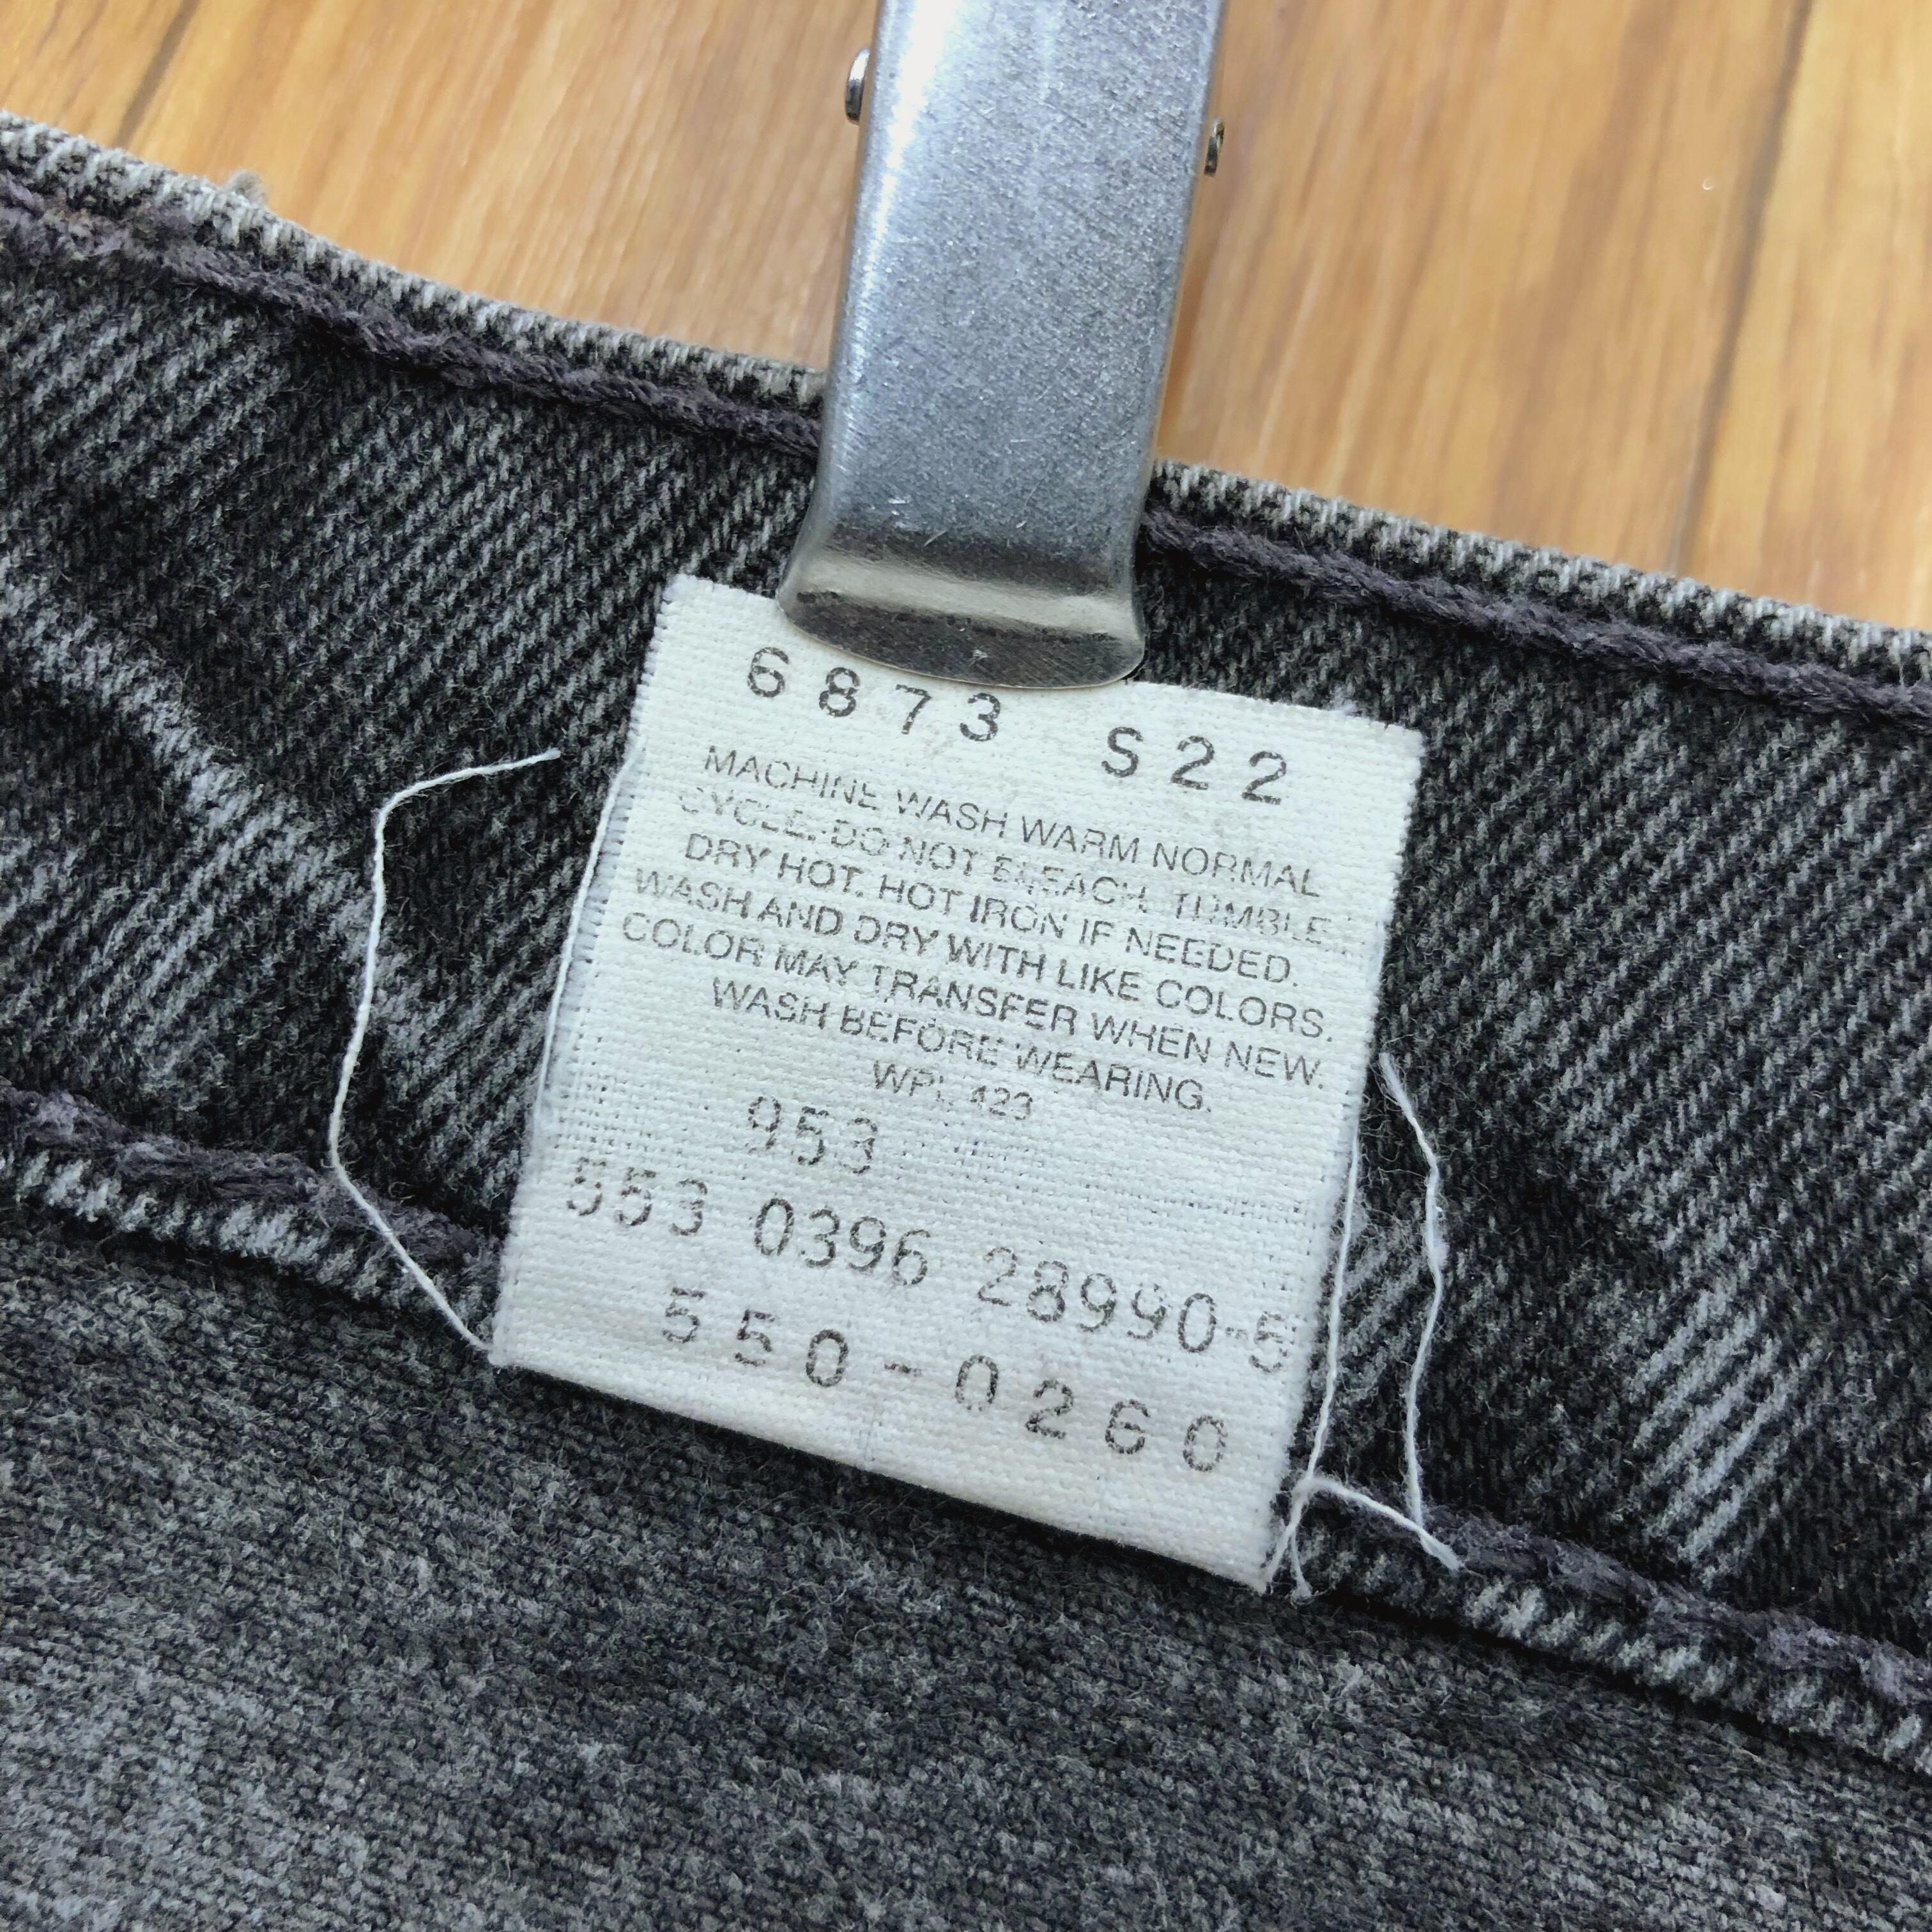 6873 S22
MACHINE WASH WARM NORMAL
CYCLE. DO NOT BLEACH. TUMBLE
DRY HOT. HOT IRON IF NEEDED.
WASH AND DRY WITH LIKE COLORS.
COLOR MAY TRANSFER WHEN NEW.
WASH BEFORE WEARING.
WPL 423
953
553 0396 28990-5
550-0260